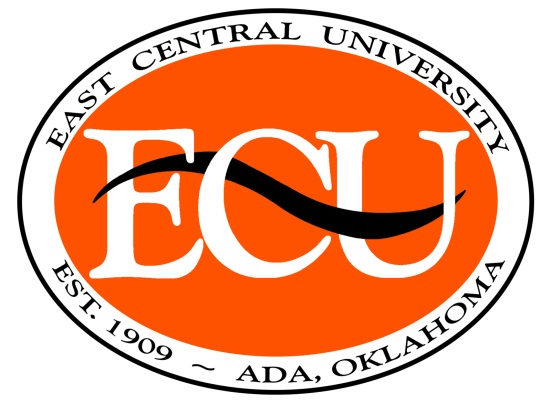 EAST CENTRAL UNIVERSITY
ECU
EST. 1909 ~ ADA, OKLAHOMA